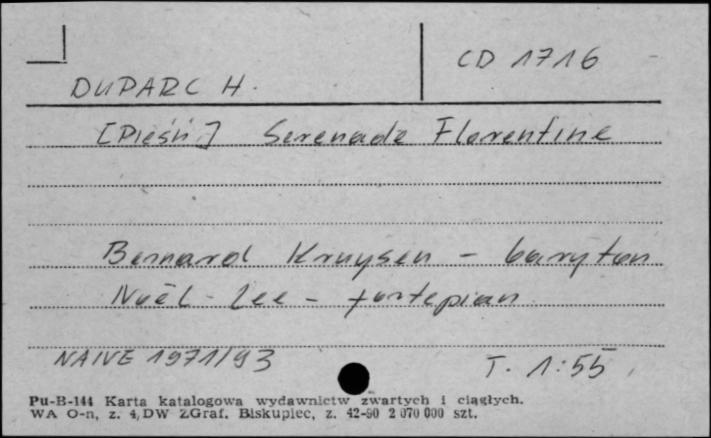 CD 1716
DUPARC H.
[Pieśń] Serenade Florentine
Bernard Kruysen - baryton
Noël - Lee - fortepian
NAIVE 1971/93 T. 1:55
Pu-B-144 Karta katalogowa wydawnictw zwartych i ciągłych.
WA O-n, z. 4, DW ZGraf. Biskupiec, z. 42-90 2 070 000 szt.